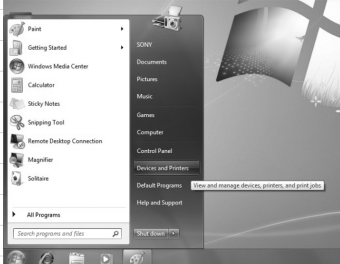 Paint
Getting Started
Windows Media Center
Calculator
Sticky Notes
Snipping Tool
Remote Desktop Connection
Magnifier
Solitaire
All Programs
Search programs and files
SONY
Documents
Pictures
Music
Games
Computer
Control Panel
Devices and Printers
Default Programs
View and manage devices, printers, and print jobs
Help and Support
Shut down